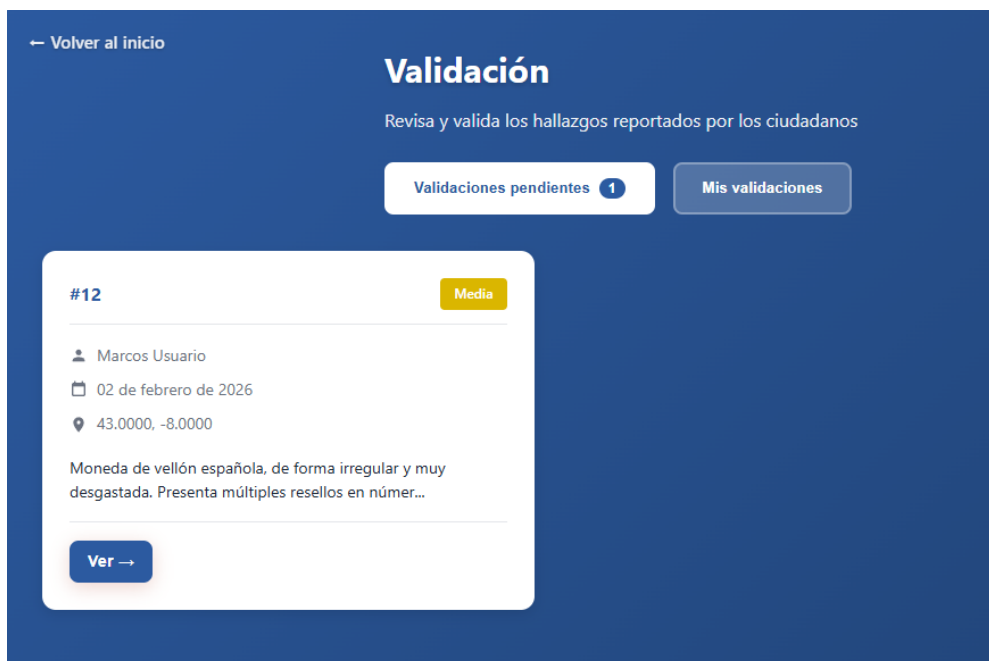 ← Volver al inicio
Validación
Revisa y valida los hallazgos reportados por los ciudadanos
Validaciones pendientes 1
Mis validaciones
#12
Media
Marcos Usuario
02 de febrero de 2026
43.0000, -8.0000
Moneda de vellón española, de forma irregular y muy
desgastada. Presenta múltiples resellos en númer...
Ver →